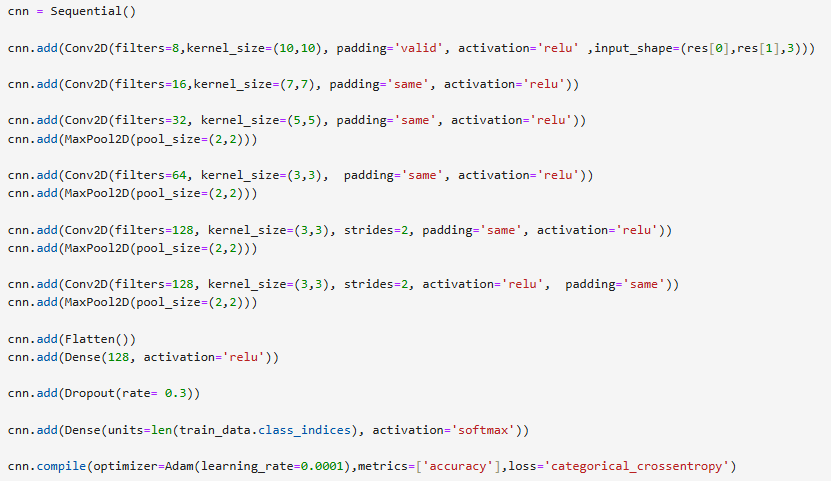 cnn = Sequential()
cnn.add(Conv2D(filters=8,kernel_size=(10,10), padding='valid', activation='relu' ,input_shape=(res[0],res[1],3)))
cnn.add(Conv2D(filters=16,kernel_size=(7,7), padding='same', activation='relu'))
cnn.add(Conv2D(filters=32, kernel_size=(5,5), padding='same', activation='relu'))
cnn.add(MaxPool2D(pool_size=(2,2)))
cnn.add(Conv2D(filters=64, kernel_size=(3,3),  padding='same', activation='relu'))
cnn.add(MaxPool2D(pool_size=(2,2)))
cnn.add(Conv2D(filters=128, kernel_size=(3,3), strides=2, padding='same', activation='relu'))
cnn.add(MaxPool2D(pool_size=(2,2)))
cnn.add(Conv2D(filters=128, kernel_size=(3,3), strides=2, activation='relu',  padding='same'))
cnn.add(MaxPool2D(pool_size=(2,2)))
cnn.add(Flatten())
cnn.add(Dense(128, activation='relu'))
cnn.add(Dropout(rate= 0.3))
cnn.add(Dense(units=len(train_data.class_indices), activation='softmax'))
cnn.compile(optimizer=Adam(learning_rate=0.0001),metrics=['accuracy'],loss='categorical_crossentropy')